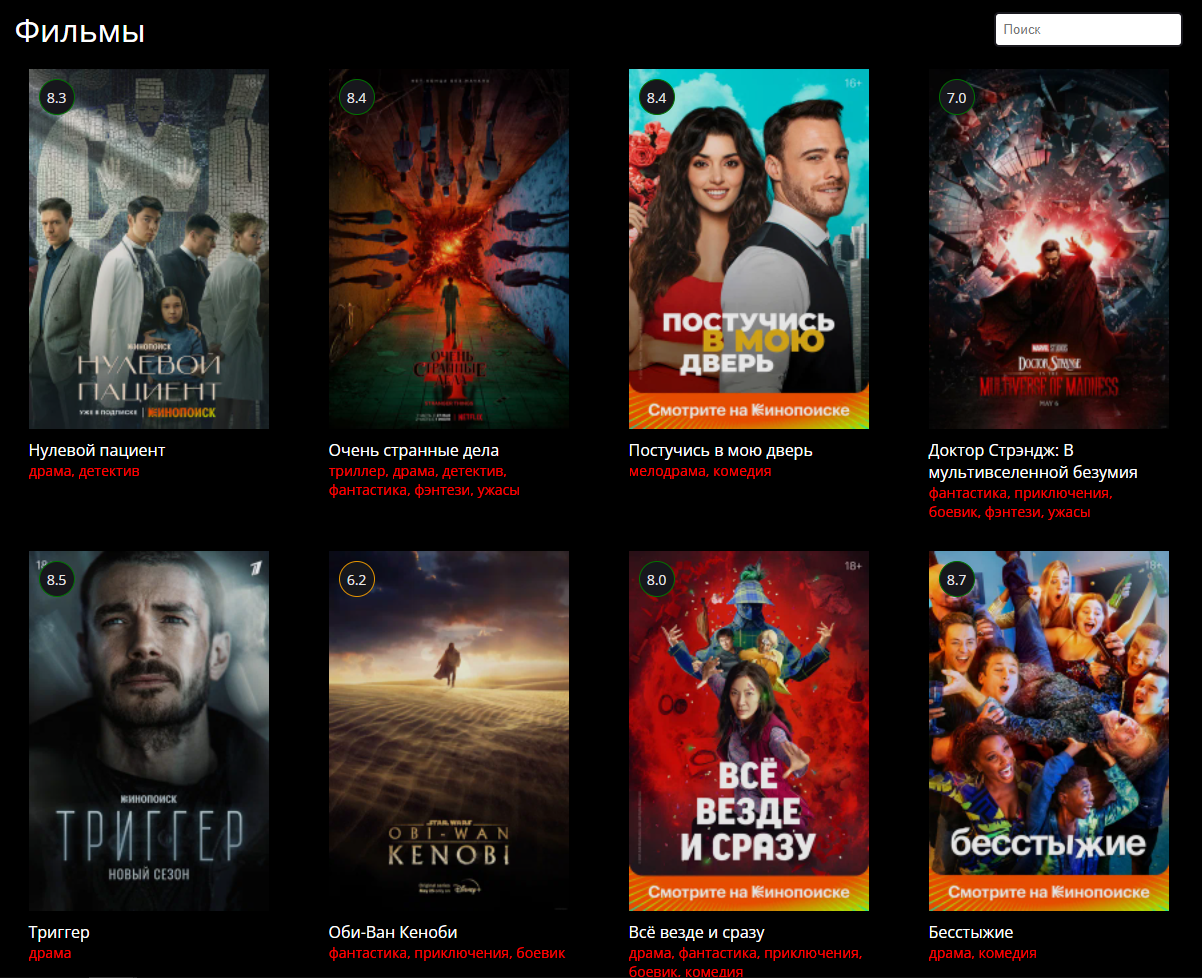 Фильмы
Поиск
8.3
18+
КИНОПОИСК
НУЛЕВОЙ
ПАЦИЕНТ
УЖЕ В ПОДПИСКЕ | КИНОПОИСК
8.4
ОЧЕНЬ
СТРАННЫЕ
ДЕЛА
NETFLIX
8.4
16+
ПОСТУЧИСЬ
В МОЮ
ДВЕРЬ
Смотрите на Кинопоиске
7.0
MARVEL STUDIOS
DOCTOR STRANGE
IN THE
MULTIVERSE OF MADNESS
MAY 6
Нулевой пациент
драма, детектив
Очень странные дела
триллер, драма, детектив,
фантастика, фэнтези, ужасы
Постучись в мою дверь
мелодрама, комедия
Доктор Стрэндж: В
мультивселенной безумия
фантастика, приключения,
боевик, фэнтези, ужасы
8.5
18
КИНОПОИСК
ТРИГГЕР
НОВЫЙ СЕЗОН
6.2
STAR WARS
OBI-WAN
KENOBI
Original series
Disney+
8.0
18+
ВСЁ
ВЕЗДЕ
И СРАЗУ
Смотрите на Кинопоиске
8.7
18+
бесстыжие
Смотрите на Кинопоиске
Триггер
драма
Оби-Ван Кеноби
фантастика, приключения, боевик
Всё везде и сразу
драма, фантастика, приключения,
боевик, комедия
Бесстыжие
драма, комедия